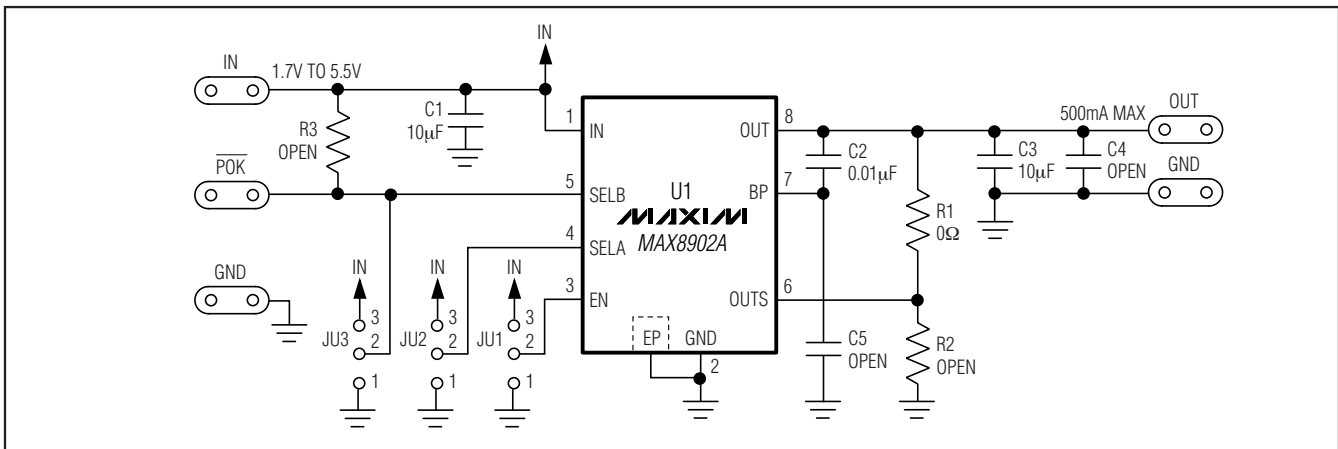 IN
1.7V TO 5.5V
R3
OPEN
C1
10µF
IN
P̅O̅K̅
GND
IN
JU3
3
2
1
IN
JU2
3
2
1
IN
JU1
3
2
1
1
IN
5
SELB
4
SELA
3
EN
U1
MAXIM
MAX8902A
EP
GND
2
OUT
8
BP
7
OUTS
6
C2
0.01µF
C5
OPEN
R1
0Ω
R2
OPEN
C3
10µF
C4
OPEN
500mA MAX
OUT
GND